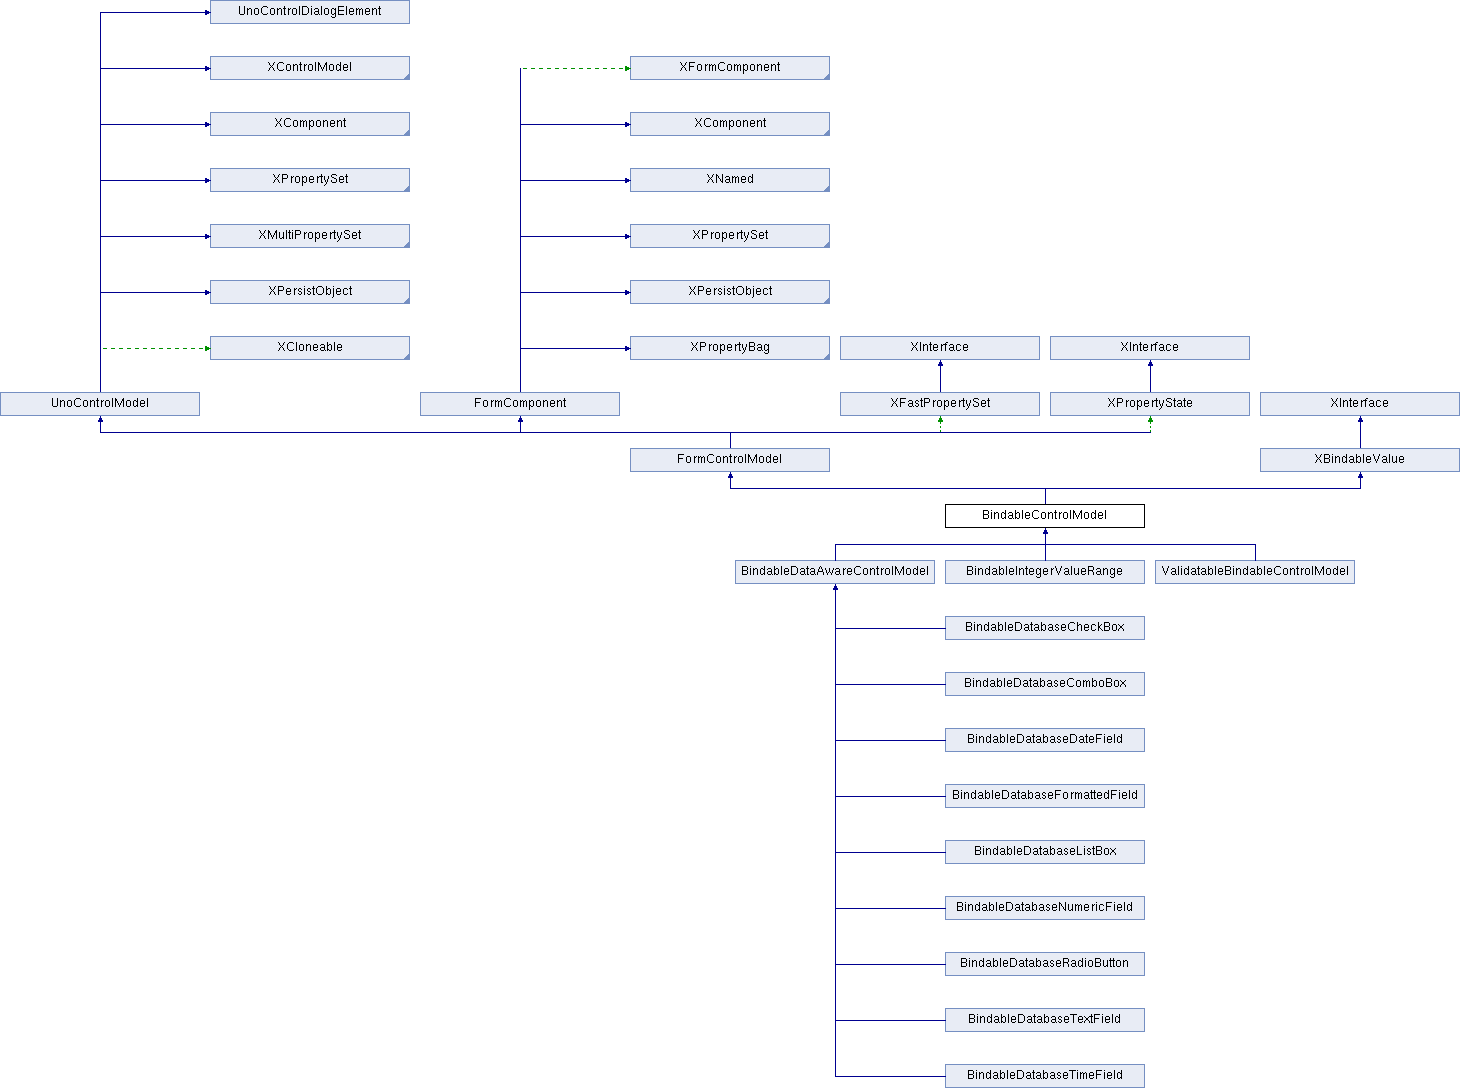 UnoControlDialogElement
XControlModel
XFormComponent
XComponent
XComponent
XPropertySet
XNamed
XMultiPropertySet
XPropertySet
XPersistObject
XPersistObject
XCloneable
XPropertyBag
XInterface
XInterface
UnoControlModel
FormComponent
XFastPropertySet
XPropertyState
XInterface
FormControlModel
XBindableValue
BindableControlModel
BindableDataAwareControlModel
BindableIntegerValueRange
ValidatableBindableControlModel
BindableDatabaseCheckBox
BindableDatabaseComboBox
BindableDatabaseDateField
BindableDatabaseFormattedField
BindableDatabaseListBox
BindableDatabaseNumericField
BindableDatabaseRadioButton
BindableDatabaseTextField
BindableDatabaseTimeField